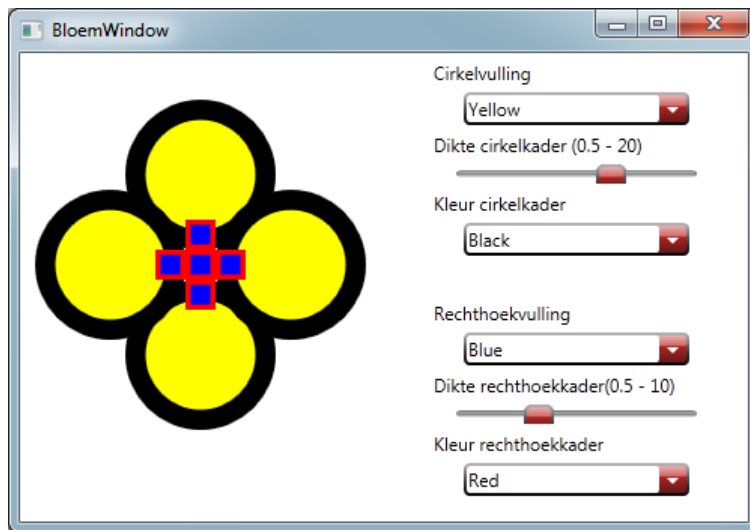 BloemWindow
Cirkelvulling
Yellow
Dikte cirkelkader (0.5 - 20)
Kleur cirkelkader
Black
Rechthoekvulling
Blue
Dikte rechthoekkader(0.5 - 10)
Kleur rechthoekkader
Red